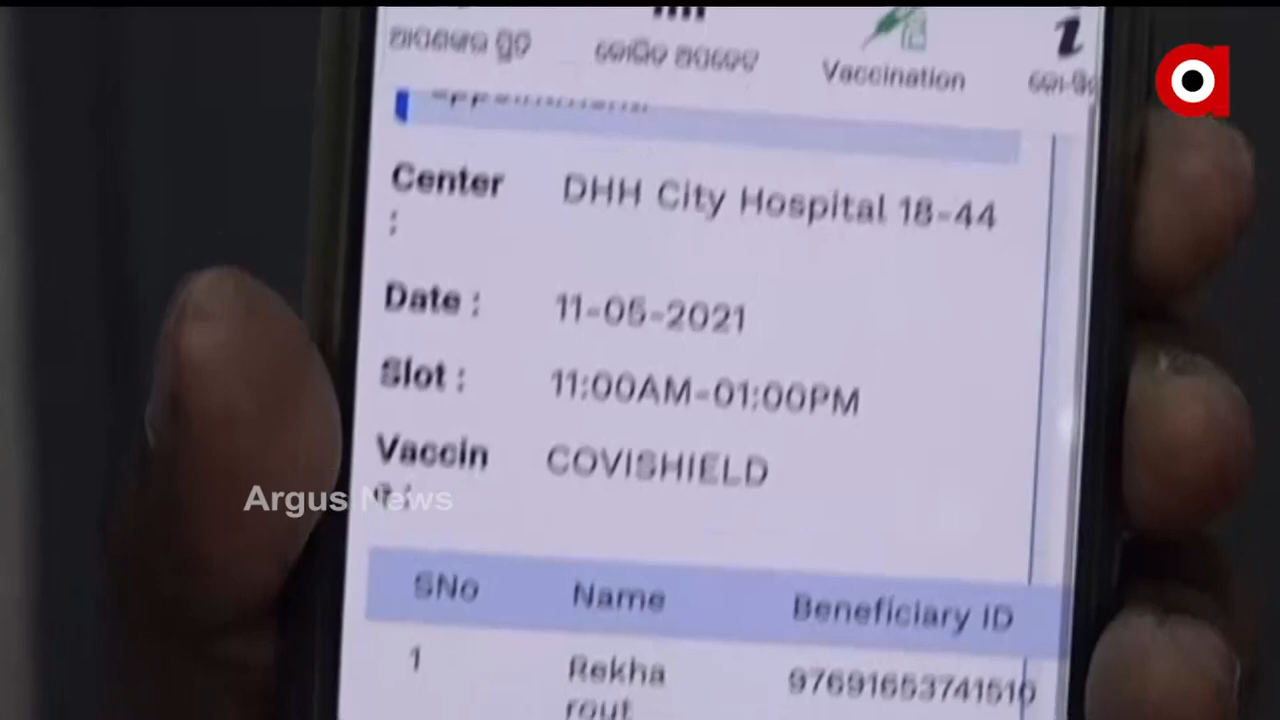 Vaccination
Center DHH City Hospital 18-44
:
Date : 11-05-2021
Slot : 11:00AM-01:00PM
Vaccin COVISHIELD
e :
Argus News
SNo Name Beneficiary ID
1 Rekha 97691653741510
rout